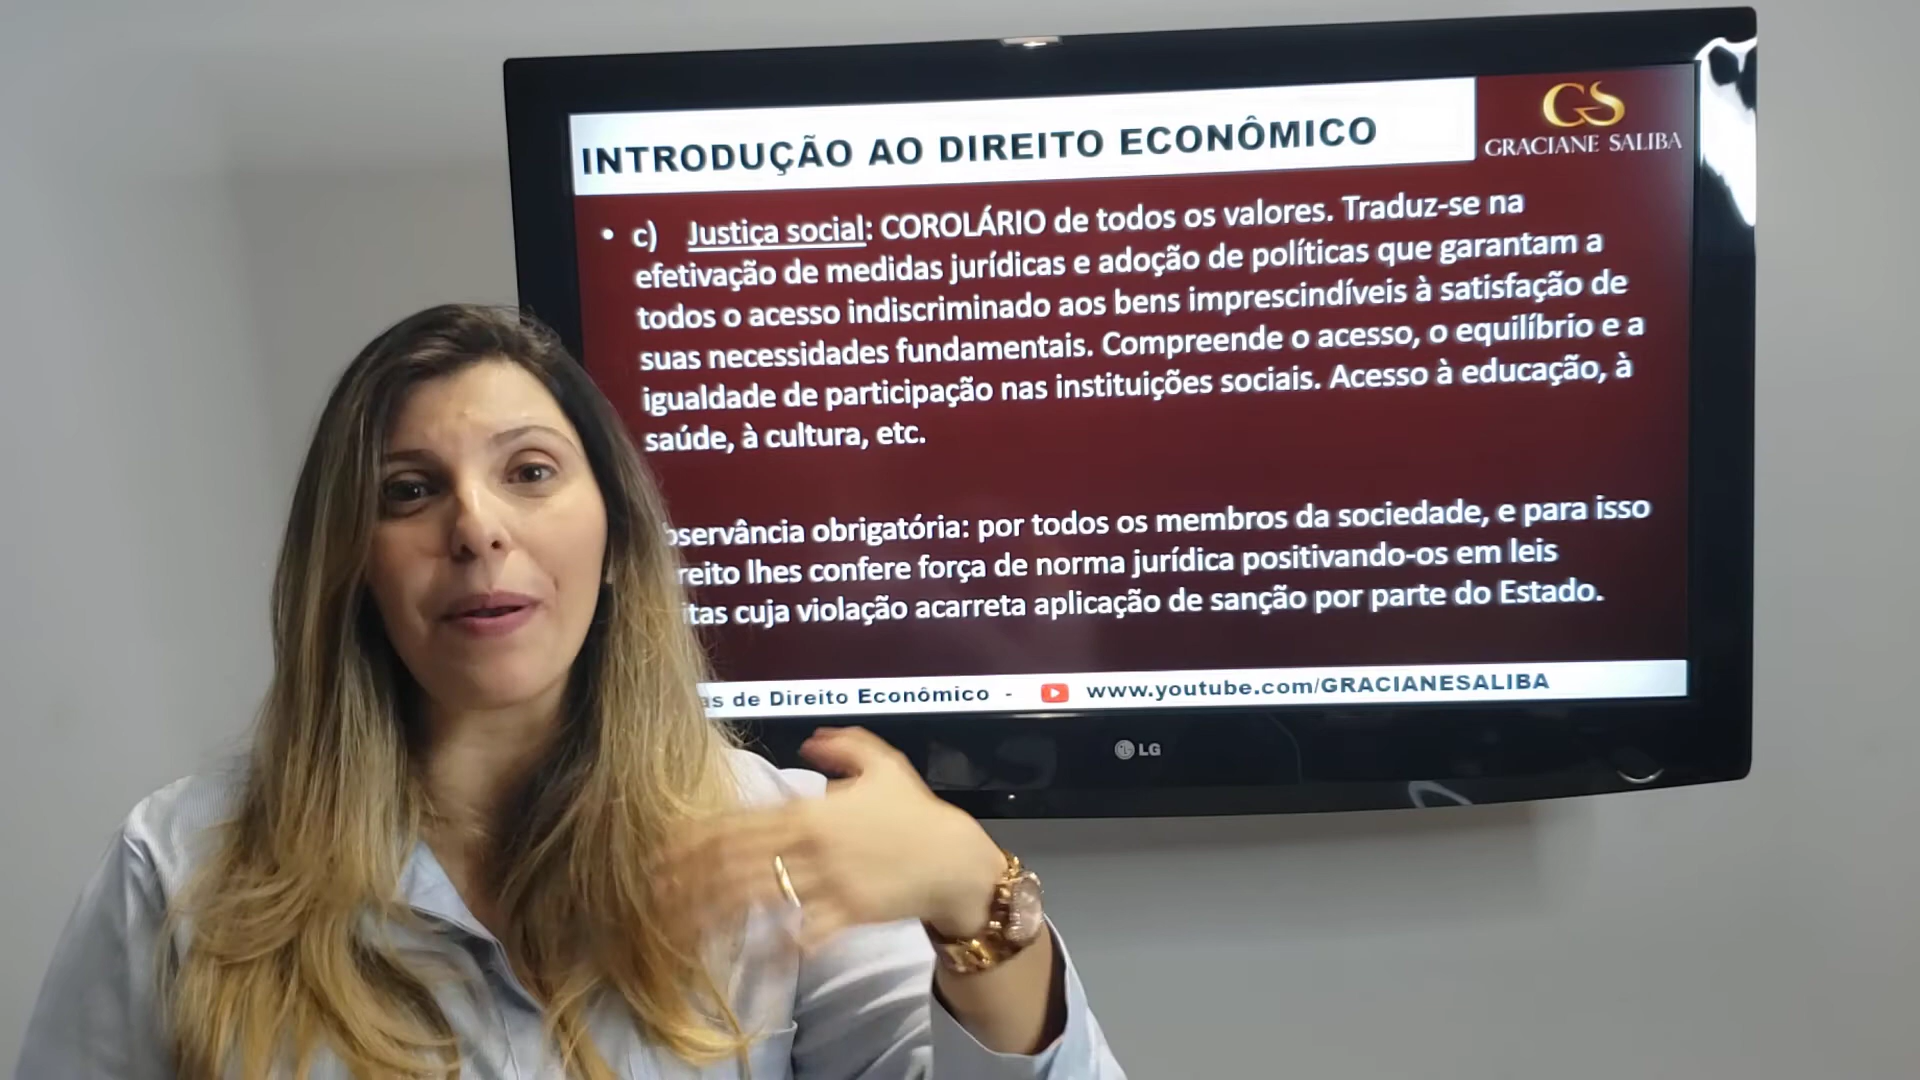 INTRODUÇÃO AO DIREITO ECONÔMICO
GS
GRACIANE SALIBA
• c) Justiça social: COROLÁRIO de todos os valores. Traduz-se na
efetivação de medidas jurídicas e adoção de políticas que garantam a
todos o acesso indiscriminado aos bens imprescindíveis à satisfação de
suas necessidades fundamentais. Compreende o acesso, o equilíbrio e a
igualdade de participação nas instituições sociais. Acesso à educação, à
saúde, à cultura, etc.
obrigatória: por todos os membros da sociedade, e para isso
lhes confere força de norma jurídica positivando-os em leis
cuja violação acarreta aplicação de sanção por parte do Estado.
de Direito Econômico - www.youtube.com/GRACIANESALIBA
LG